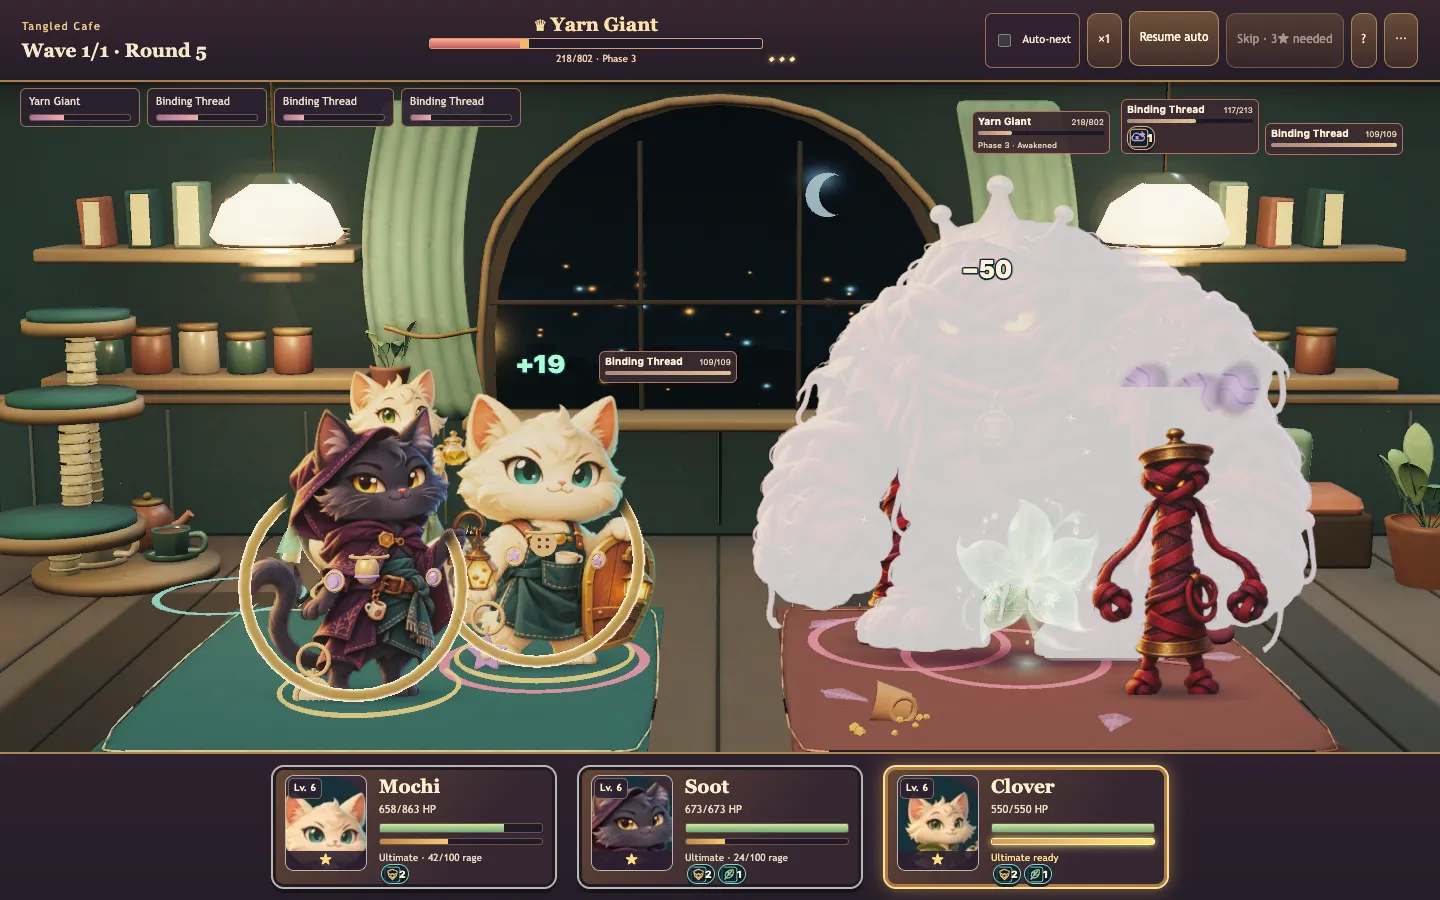 Tangled Cafe
Wave 1/1 · Round 5
♛ Yarn Giant
218/802 · Phase 3
Auto-next
×1
Resume auto
Skip · 3★ needed
?
...
Yarn Giant
Binding Thread
Binding Thread
Binding Thread
Yarn Giant 218/802
Phase 3 · Awakened
Binding Thread 117/213
1
Binding Thread 109/109
−50
+19
Binding Thread 109/109
Lv. 6
Mochi
658/863 HP
Ultimate · 42/100 rage
2
Lv. 6
Soot
673/673 HP
Ultimate · 24/100 rage
2 1
Lv. 6
Clover
550/550 HP
Ultimate ready
2 1